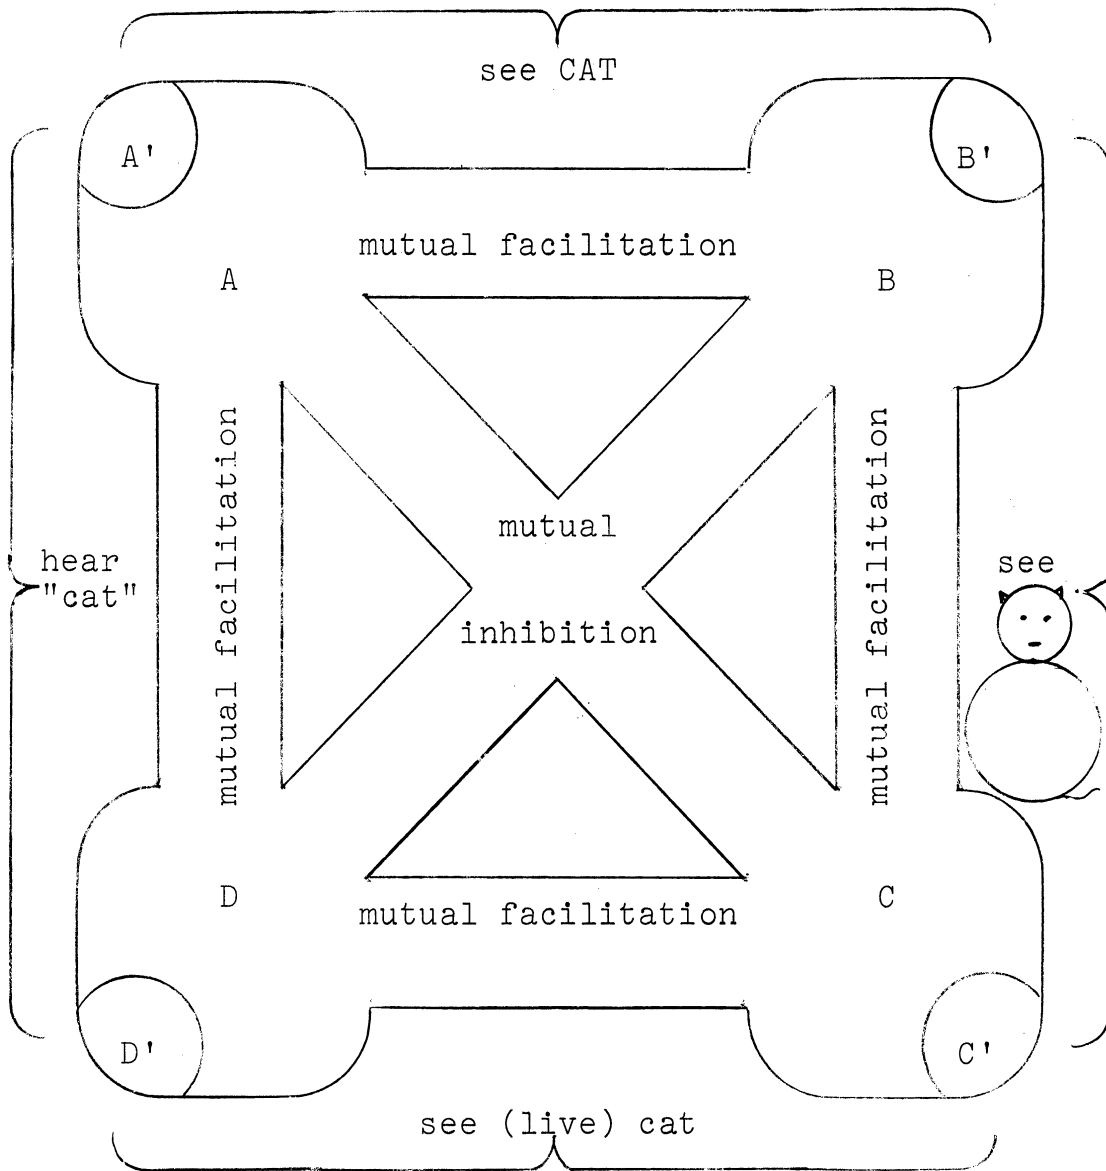 see CAT
A'
B'
mutual facilitation
A
B
mutual facilitation
mutual facilitation
mutual
hear
"cat"
see
inhibition
D
C
mutual facilitation
D'
C'
see (live) cat